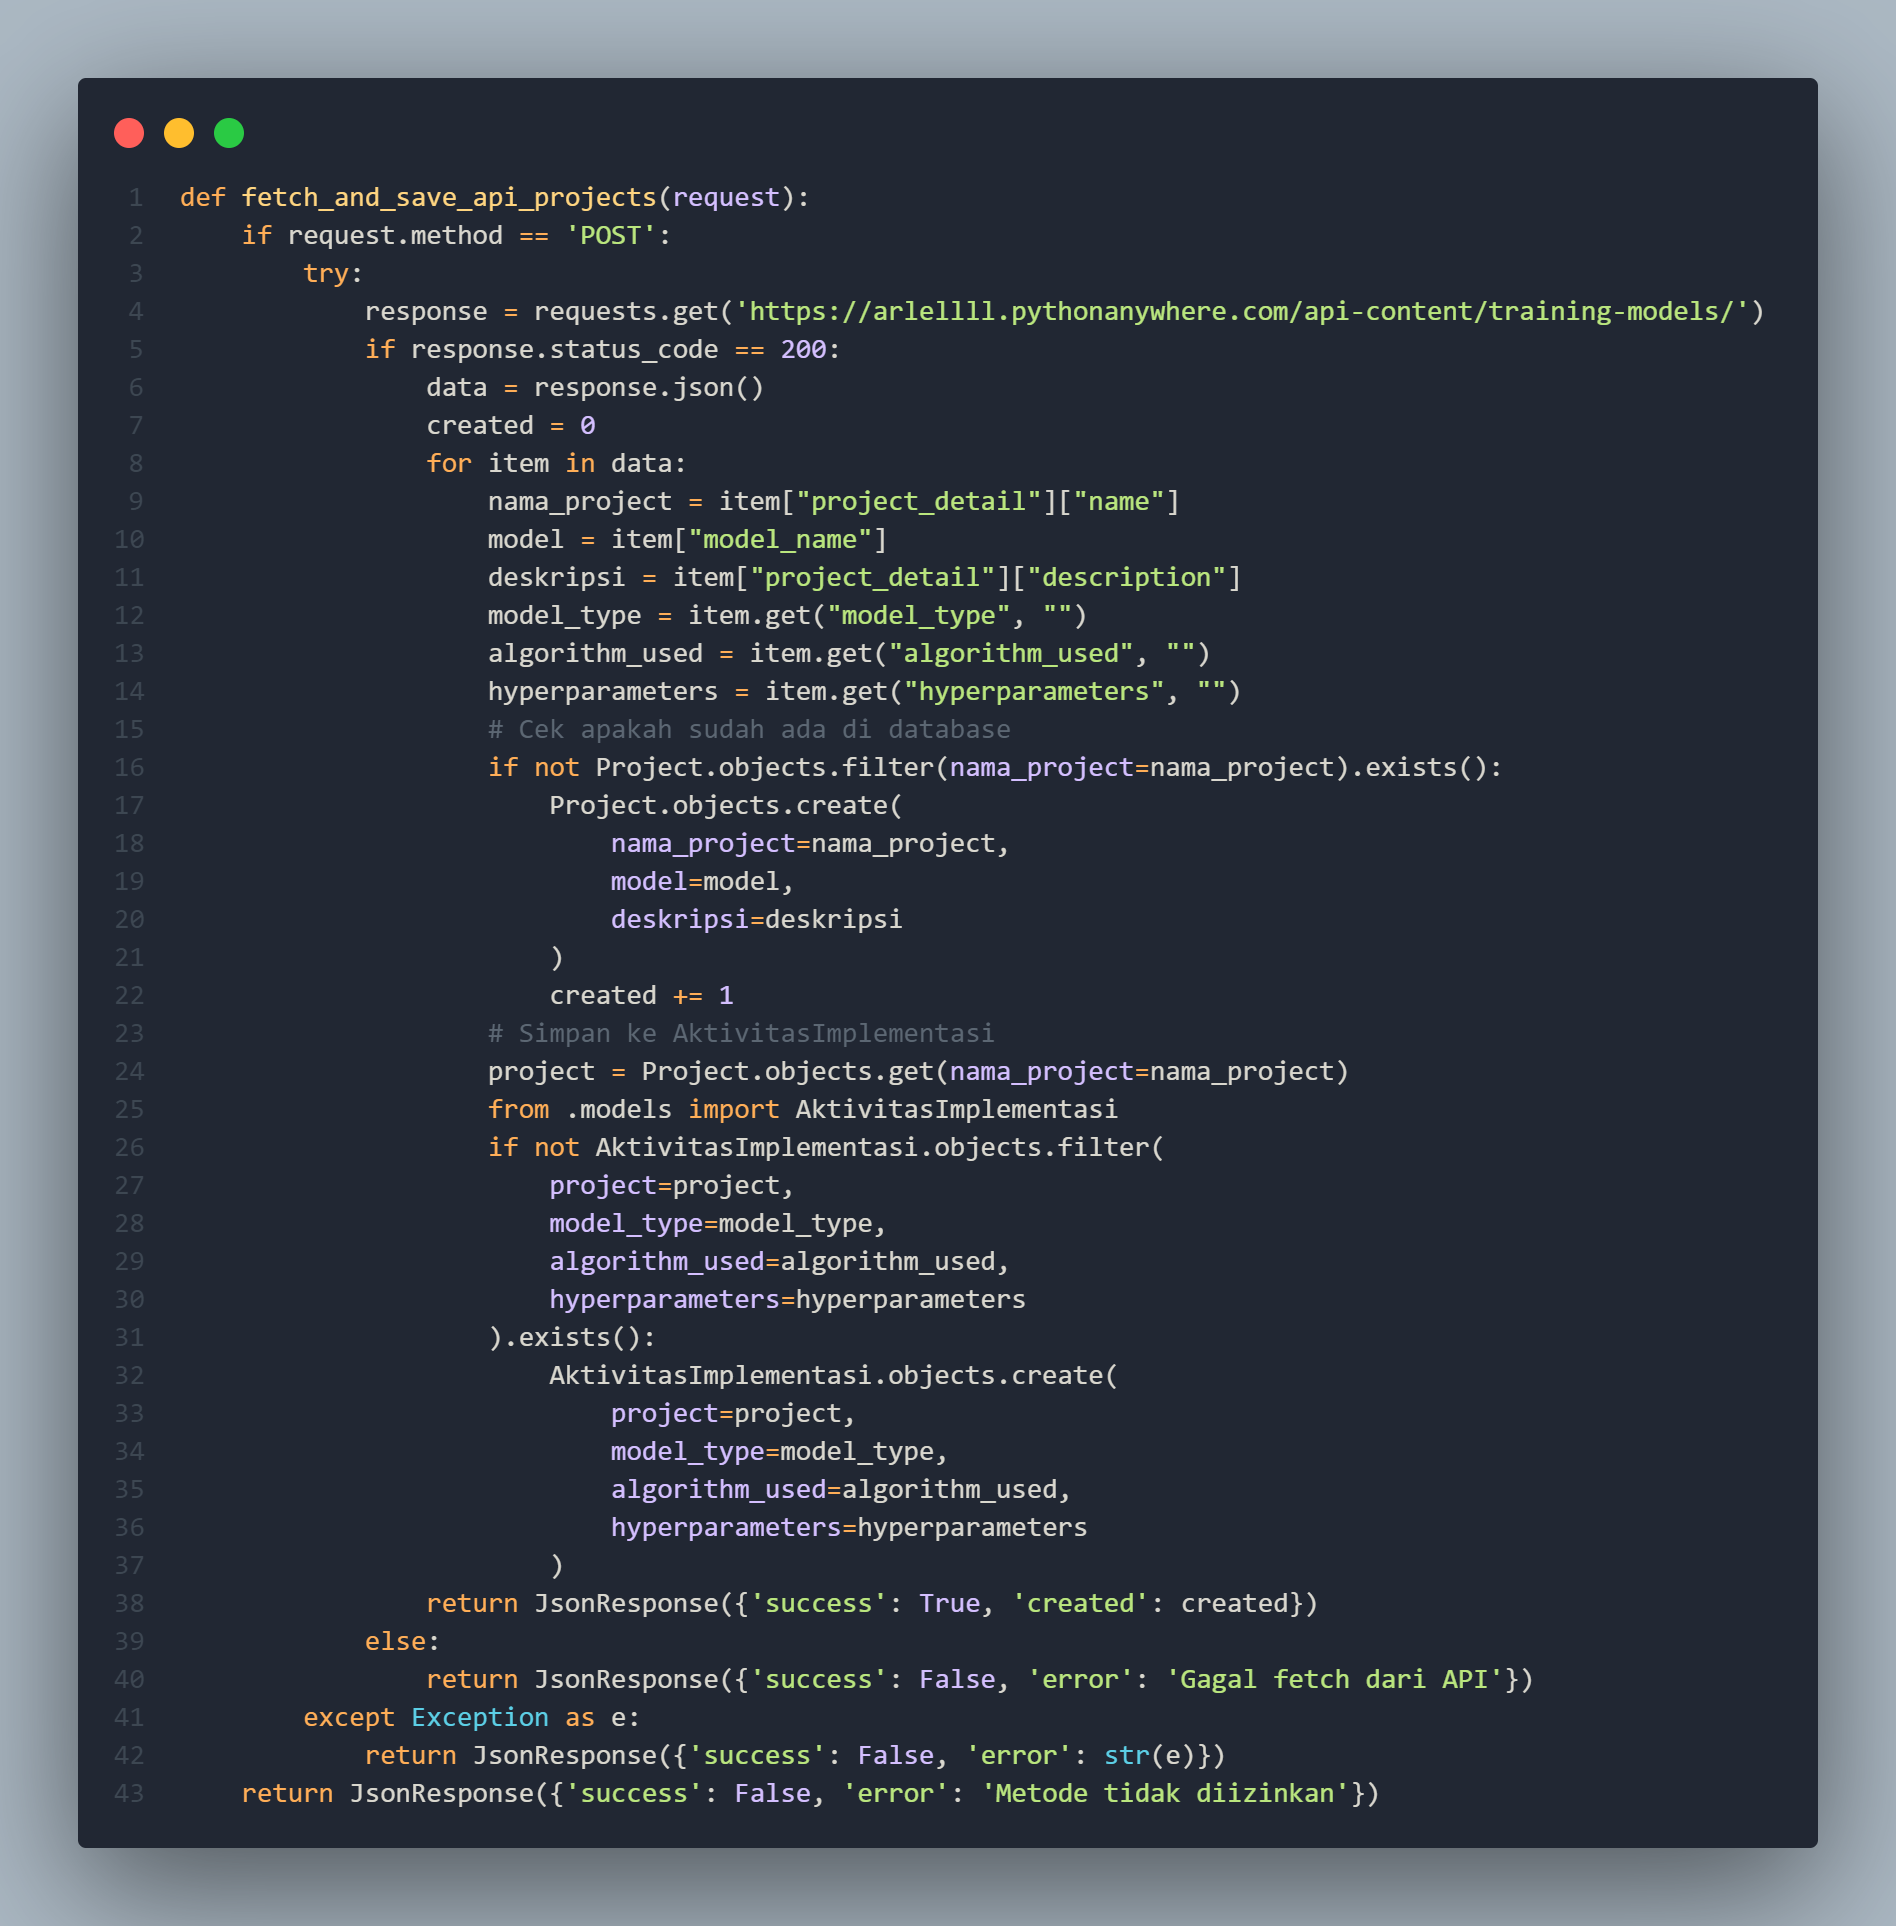 1 def fetch_and_save_api_projects(request):
2     if request.method == 'POST':
3         try:
4             response = requests.get('https://arlellll.pythonanywhere.com/api-content/training-models/')
5             if response.status_code == 200:
6                 data = response.json()
7                 created = 0
8                 for item in data:
9                     nama_project = item["project_detail"]["name"]
10                     model = item["model_name"]
11                     deskripsi = item["project_detail"]["description"]
12                     model_type = item.get("model_type", "")
13                     algorithm_used = item.get("algorithm_used", "")
14                     hyperparameters = item.get("hyperparameters", "")
15                     # Cek apakah sudah ada di database
16                     if not Project.objects.filter(nama_project=nama_project).exists():
17                         Project.objects.create(
18                             nama_project=nama_project,
19                             model=model,
20                             deskripsi=deskripsi
21                         )
22                         created += 1
23                     # Simpan ke AktivitasImplementasi
24                     project = Project.objects.get(nama_project=nama_project)
25                     from .models import AktivitasImplementasi
26                     if not AktivitasImplementasi.objects.filter(
27                         project=project,
28                         model_type=model_type,
29                         algorithm_used=algorithm_used,
30                         hyperparameters=hyperparameters
31                     ).exists():
32                         AktivitasImplementasi.objects.create(
33                             project=project,
34                             model_type=model_type,
35                             algorithm_used=algorithm_used,
36                             hyperparameters=hyperparameters
37                         )
38                 return JsonResponse({'success': True, 'created': created})
39             else:
40                 return JsonResponse({'success': False, 'error': 'Gagal fetch dari API'})
41         except Exception as e:
42             return JsonResponse({'success': False, 'error': str(e)})
43     return JsonResponse({'success': False, 'error': 'Metode tidak diizinkan'})